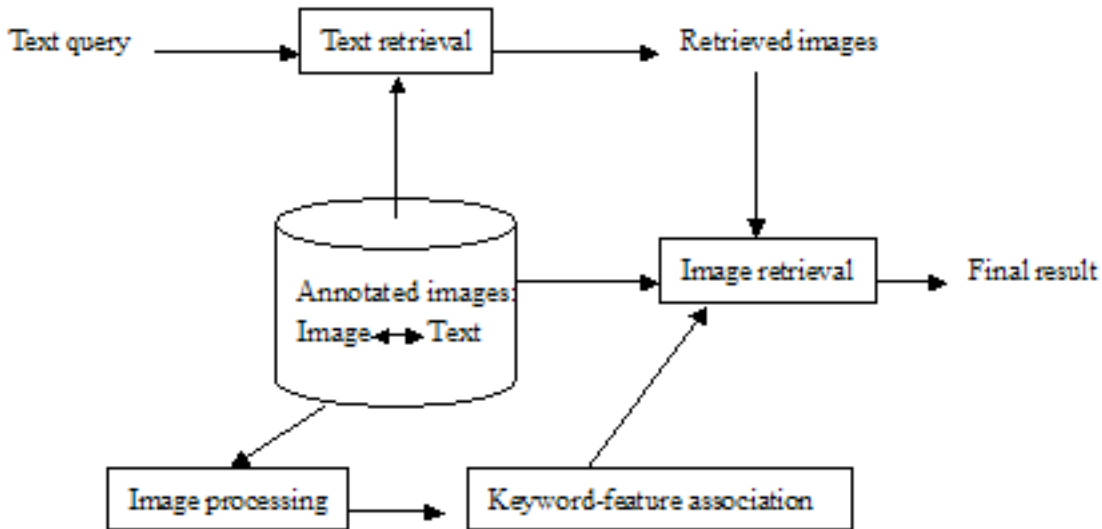 Text query
Text retrieval
Retrieved images
Annotated images:
Image Text
Image retrieval
Final result
Image processing
Keyword-feature association